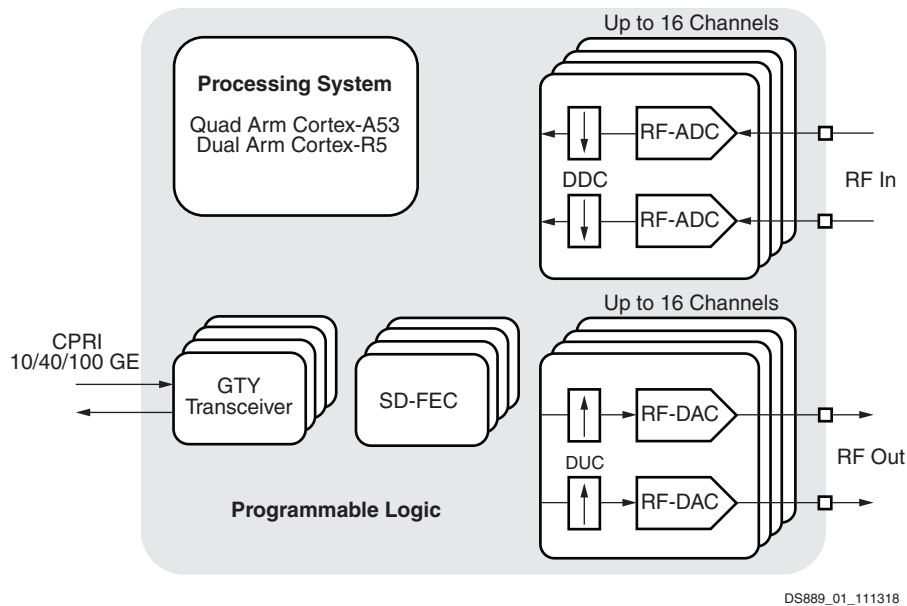 Up to 16 Channels
Processing System
Quad Arm Cortex-A53
Dual Arm Cortex-R5
RF-ADC
DDC
RF-ADC
RF In
Up to 16 Channels
CPRI
10/40/100 GE
GTY
Transceiver
SD-FEC
RF-DAC
DUC
RF-DAC
RF Out
Programmable Logic
DS889_01_111318